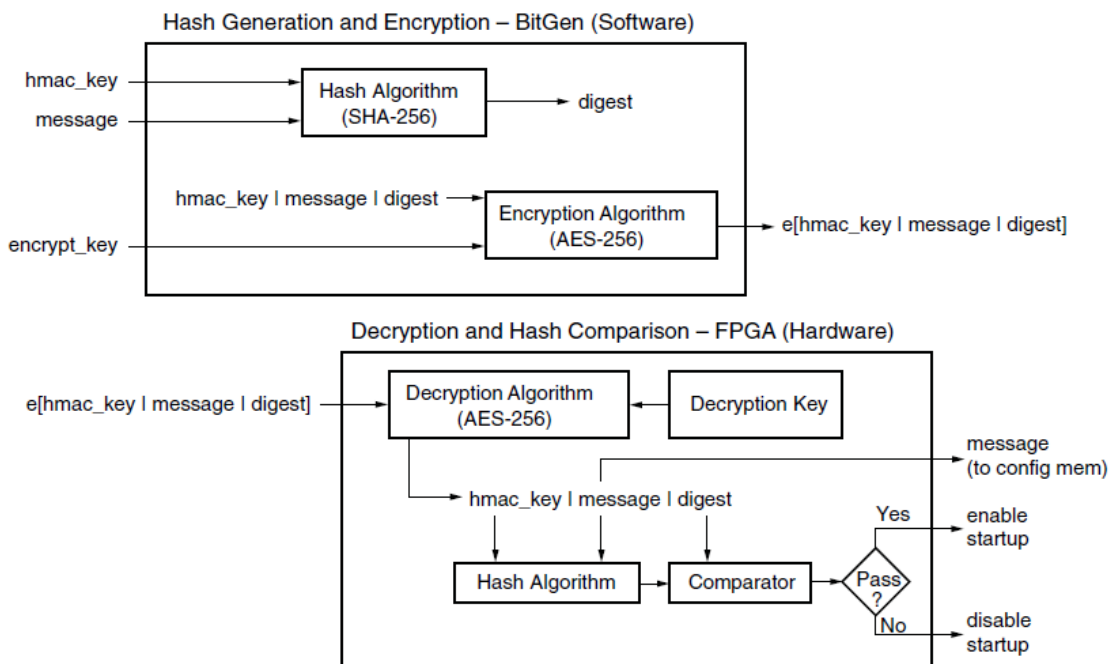 Hash Generation and Encryption – BitGen (Software)
hmac_key
message
Hash Algorithm
(SHA-256)
digest
hmac_key | message | digest
encrypt_key
Encryption Algorithm
(AES-256)
e[hmac_key | message | digest]
Decryption and Hash Comparison – FPGA (Hardware)
e[hmac_key | message | digest]
Decryption Algorithm
(AES-256)
Decryption Key
message
(to config mem)
hmac_key | message | digest
Hash Algorithm
Comparator
Pass
?
Yes
enable
startup
No
disable
startup